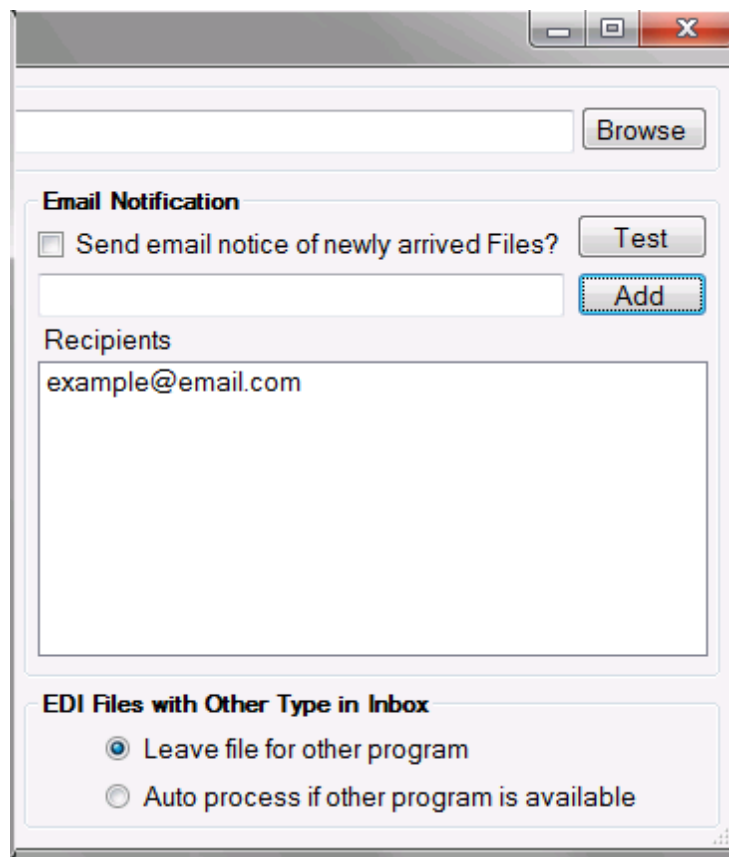 Browse
Email Notification
Send email notice of newly arrived Files?
Test
Add
Recipients
example@email.com
EDI Files with Other Type in Inbox
Leave file for other program
Auto process if other program is available